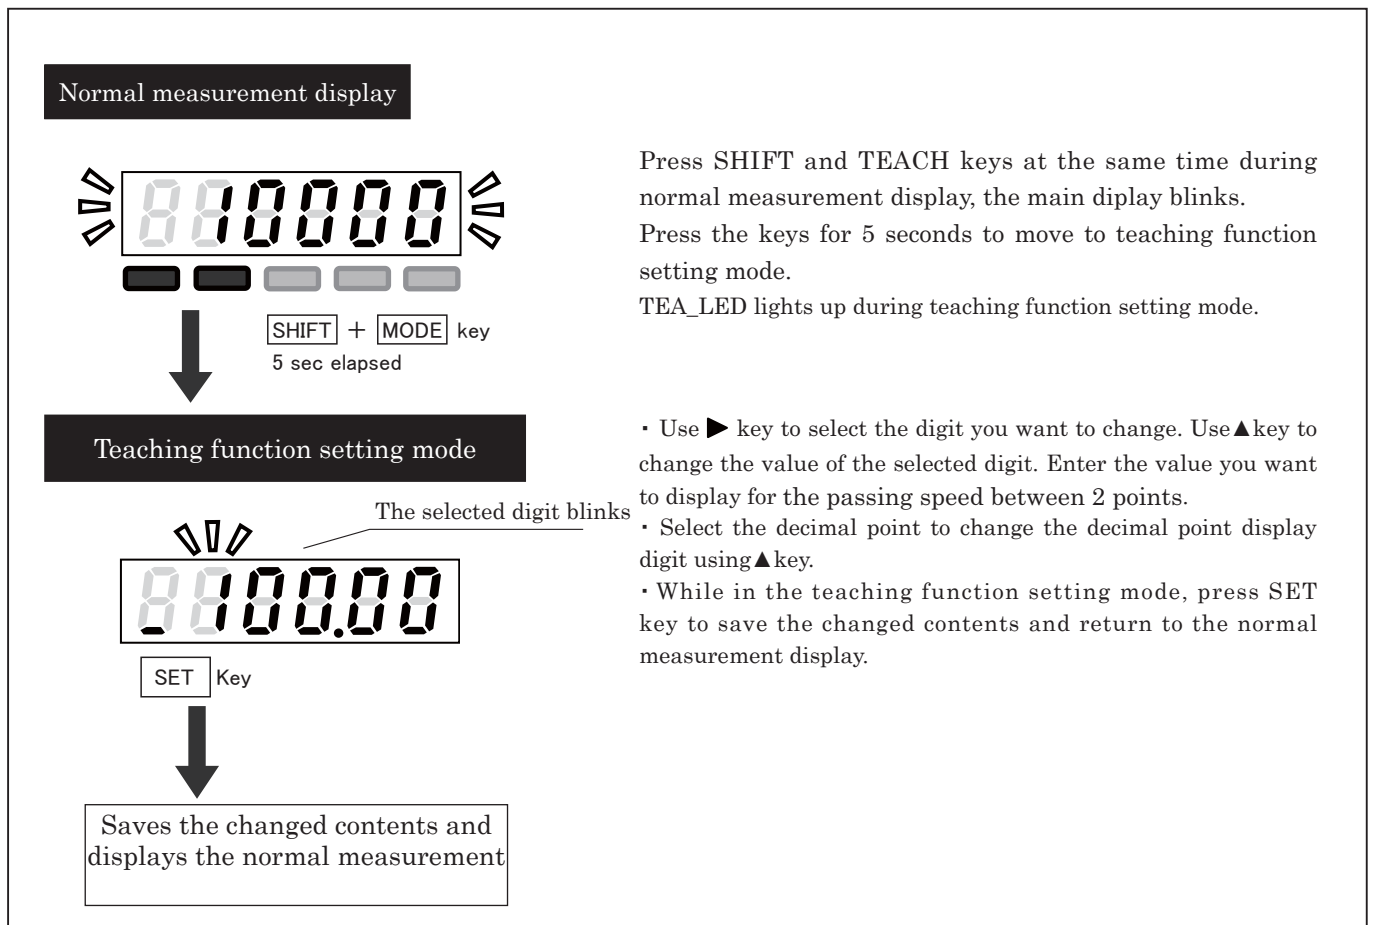 Normal measurement display
10000
SHIFT + MODE key
5 sec elapsed
Press SHIFT and TEACH keys at the same time during
normal measurement display, the main diplay blinks.
Press the keys for 5 seconds to move to teaching function
setting mode.
TEA_LED lights up during teaching function setting mode.
Teaching function setting mode
The selected digit blinks
_100.00
SET Key
・Use ▶ key to select the digit you want to change. Use▲key to
change the value of the selected digit. Enter the value you want
to display for the passing speed between 2 points.
・Select the decimal point to change the decimal point display
digit using▲key.
・While in the teaching function setting mode, press SET
key to save the changed contents and return to the normal
measurement display.
Saves the changed contents and
displays the normal measurement